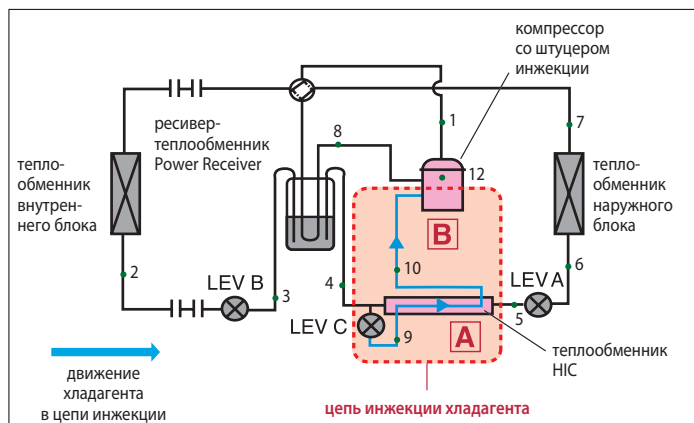 компрессор
со штуцером
инжекции
ресивер-
теплообменник
Power Receiver
8
1
7
12
тепло-
обменник
внутрен-
него блока
тепло-
обменник
наружного
блока
B
2
LEV B
3
4
10
LEV A
6
5
LEV C
9
A
движение
хладагента
в цепи инжекции
теплообменник
HIC
цепь инжекции хладагента